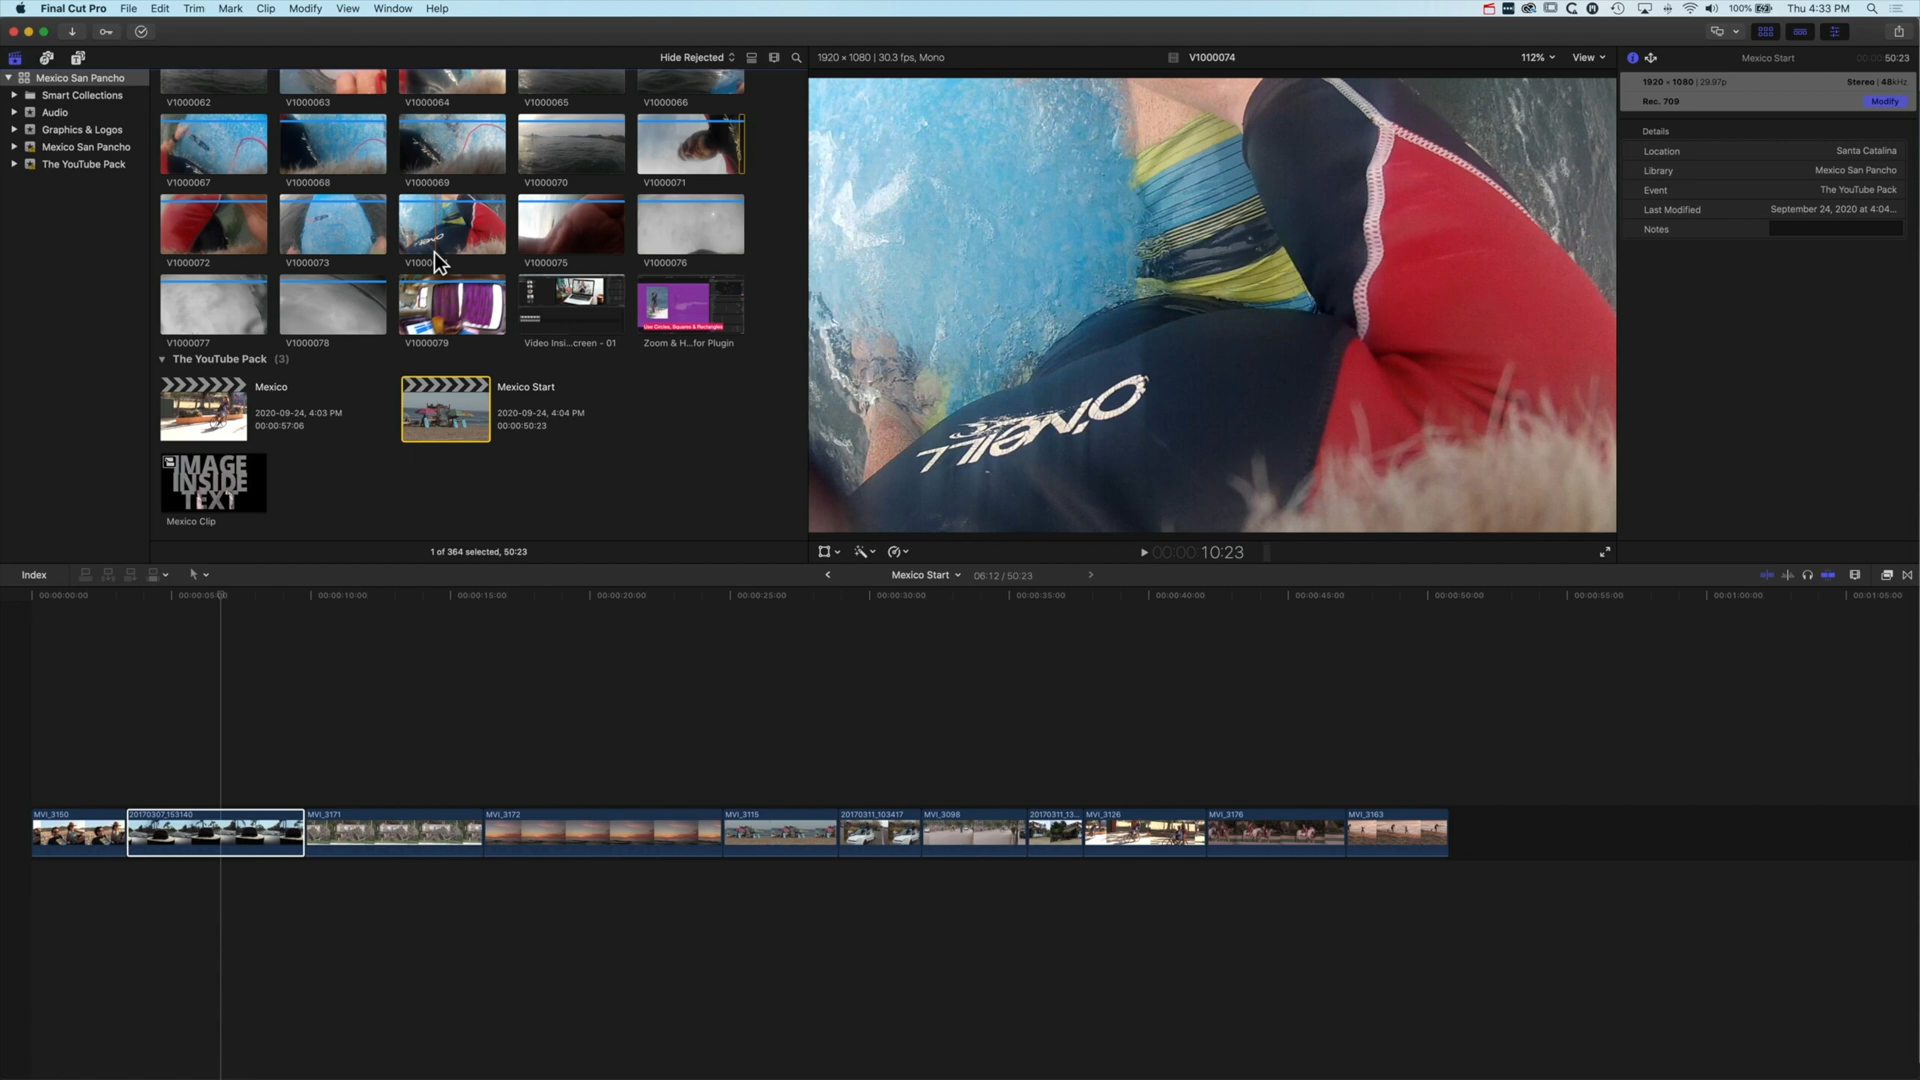 Final Cut Pro File Edit Trim Mark Clip Modify View Window Help
100% Thu 4:33 PM
Hide Rejected
1920 × 1080 | 30.3 fps, Mono
V1000074
112% View
Mexico Start
00:00:50:23
Mexico San Pancho
Smart Collections
Audio
Graphics & Logos
Mexico San Pancho
The YouTube Pack
V1000062 V1000063 V1000064 V1000065 V1000066
V1000067 V1000068 V1000069 V1000070 V1000071
V1000072 V1000073 V1000075 V1000076
Use Circles, Squares & Rectangles
V1000077 V1000078 V1000079 Video Insi...creen - 01 Zoom & H...for Plugin
The YouTube Pack (3)
Mexico
2020-09-24, 4:03 PM
00:00:57:06
Mexico Start
2020-09-24, 4:04 PM
00:00:50:23
IMAGE
INSIDE
TEXT
Mexico Clip
1 of 364 selected, 50:23
O'NEILL
1920 × 1080 | 29.97p
Stereo | 48kHz
Rec. 709
Modify
Details
Location Santa Catalina
Library Mexico San Pancho
Event The YouTube Pack
Last Modified September 24, 2020 at 4:04...
Notes
00:00:10:23
Index
Mexico Start
06:12 / 50:23
00:00:00:00 00:00:05:00 00:00:10:00 00:00:15:00 00:00:20:00 00:00:25:00 00:00:30:00 00:00:35:00 00:00:40:00 00:00:45:00 00:00:50:00 00:00:55:00 00:01:00:00 00:01:05:00
MVI_3150 20170307_153140 MVI_3171 MVI_3172 MVI_3115 20170311_103417 MVI_3098 20170311_13... MVI_3126 MVI_3176 MVI_3163